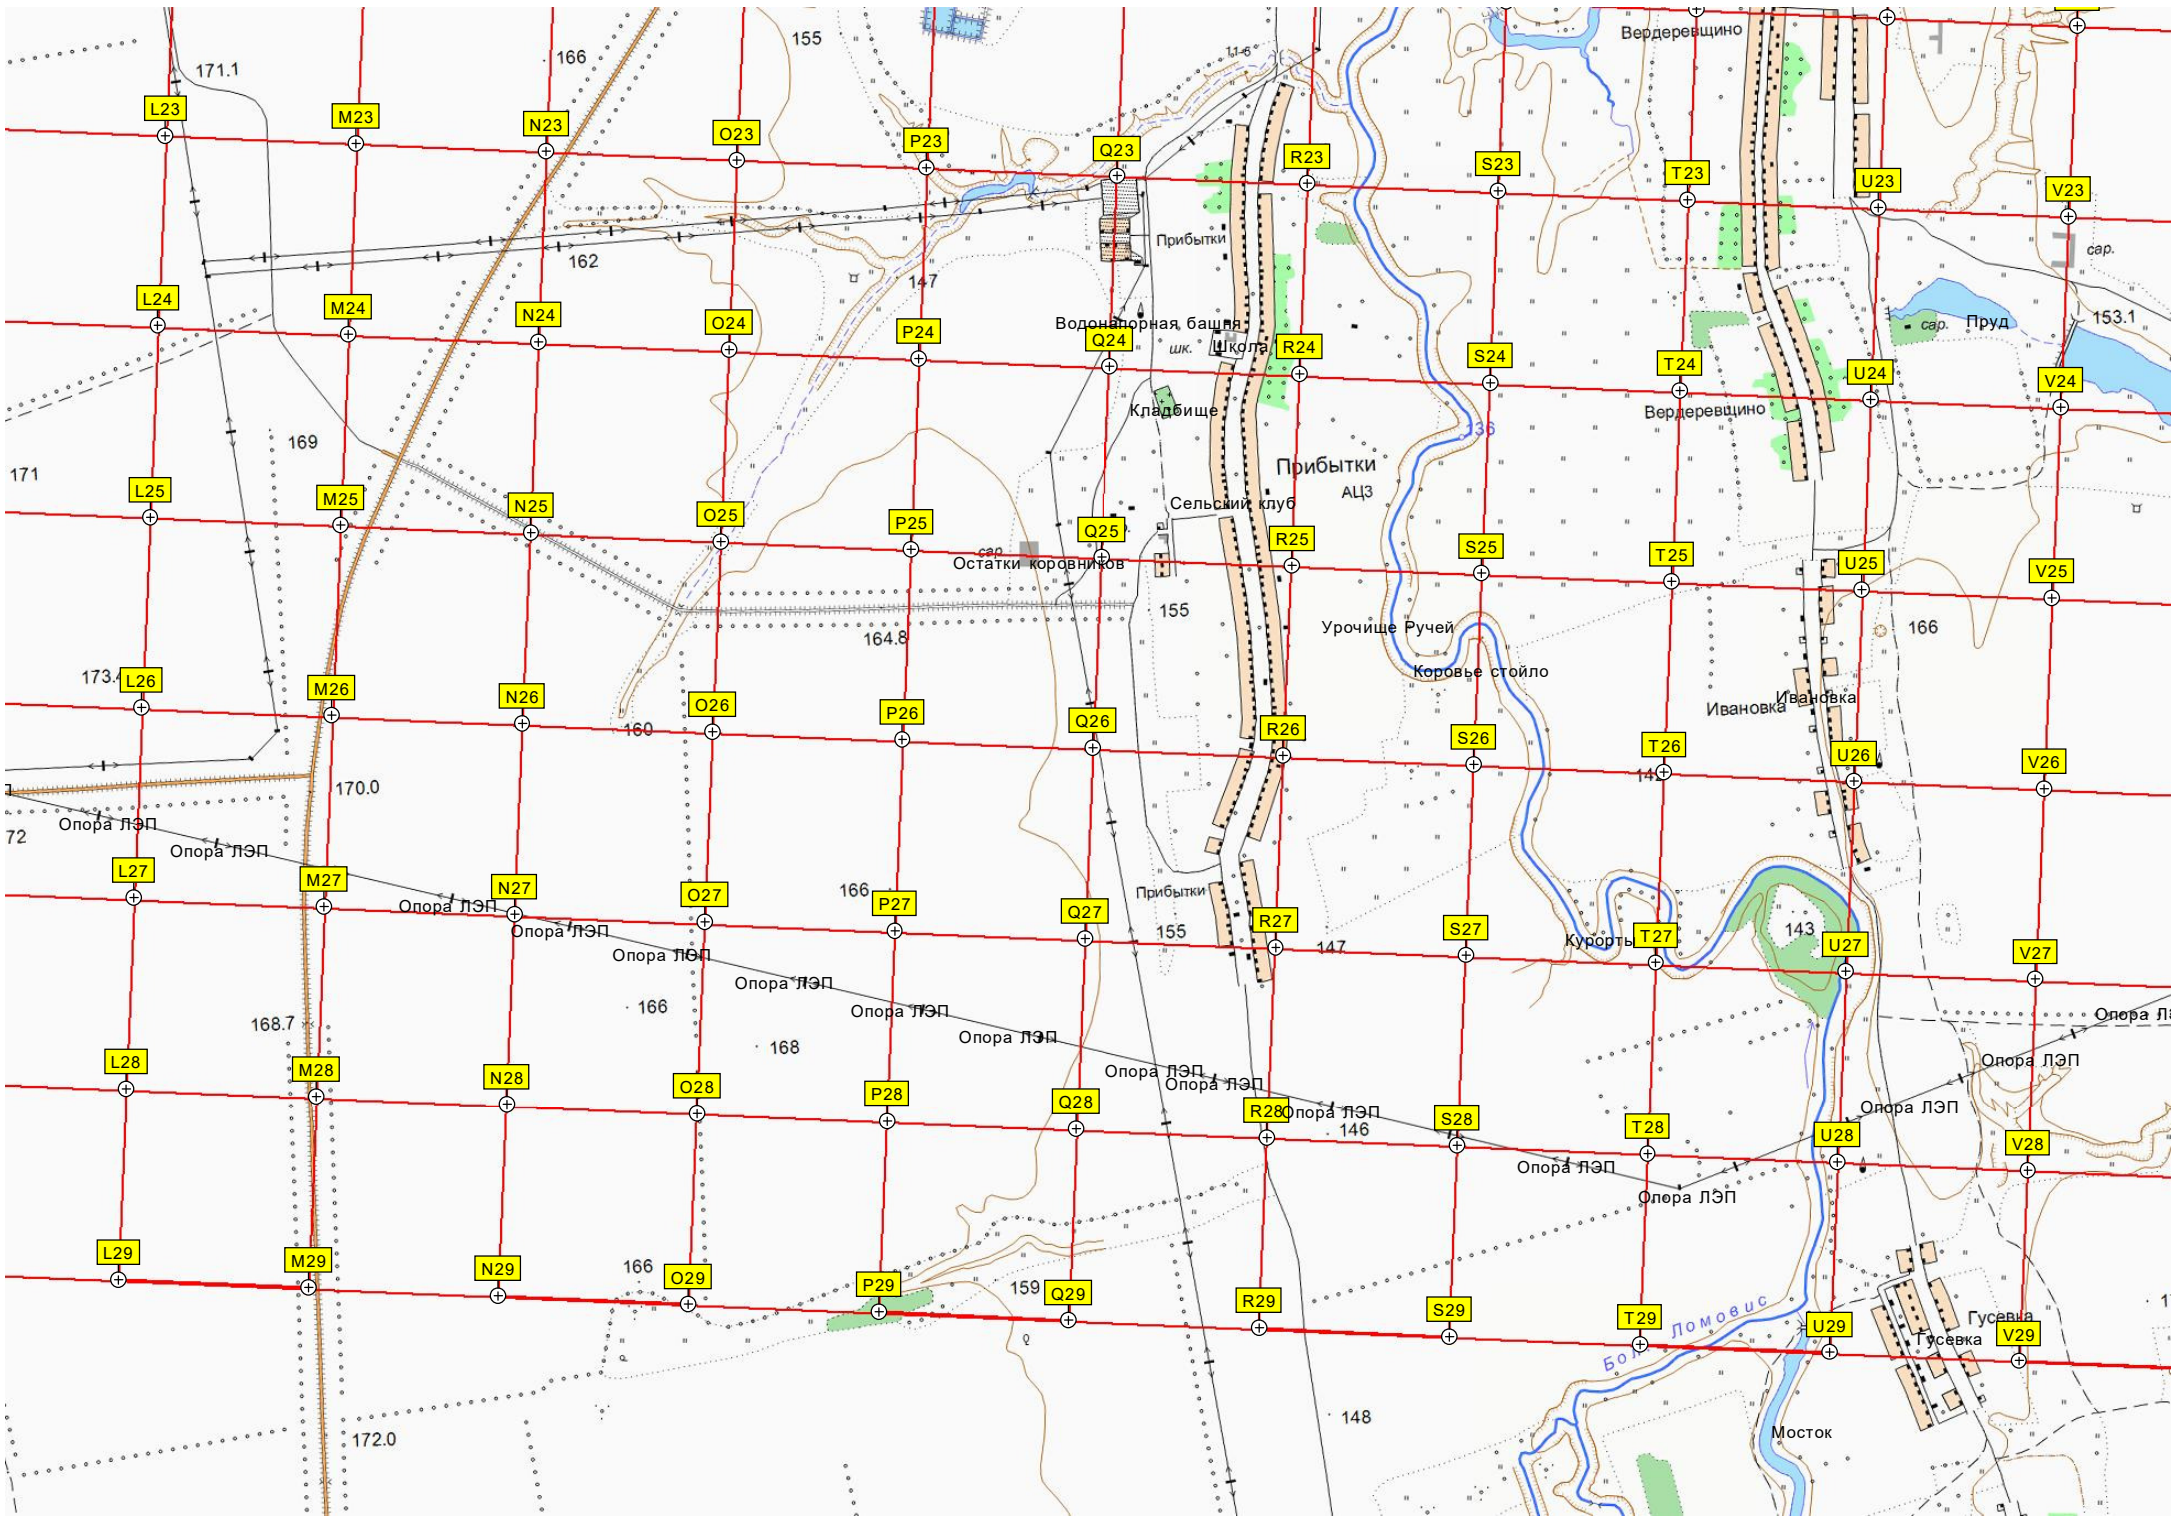 155
11-6
Вердеревщино
166
171.1
L23
M23
N23
O23
P23
Q23
R23
S23
T23
U23
V23
162
147
Прибытки
сар.
L24
M24
N24
O24
P24
Водонапорная башня
Q24
шк.
Школа
R24
S24
T24
U24
V24
сар.
Пруд
153.1
Кладбище
Вердеревщино
136
169
171
Прибытки
АЦЗ
Сельский клуб
L25
M25
N25
O25
P25
Q25
R25
S25
T25
U25
V25
сар.
Остатки коровников
155
164.8
Урочище Ручей
166
Коровье стойло
L26
M26
N26
O26
P26
Q26
R26
S26
T26
U26
V26
160
Ивановка
Ивановка
170.0
72
Опора ЛЭП
Опора ЛЭП
L27
M27
N27
O27
P27
Q27
R27
S27
T27
U27
V27
166
Прибытки
Опора ЛЭП
Опора ЛЭП
Опора ЛЭП
155
147
143
Опора ЛЭП
Опора ЛЭП
166
168.7
168
Опора ЛЭП
Опора ЛЭП
Опора ЛЭП
Опора ЛЭП
Опора ЛЭП
L28
M28
N28
O28
P28
Q28
R28
S28
T28
U28
V28
Опора ЛЭП
146
Опора ЛЭП
Опора ЛЭП
L29
M29
N29
O29
P29
Q29
R29
S29
T29
U29
V29
166
159
Ломовис
Гусевка
Гусевка
148
172.0
Мосток